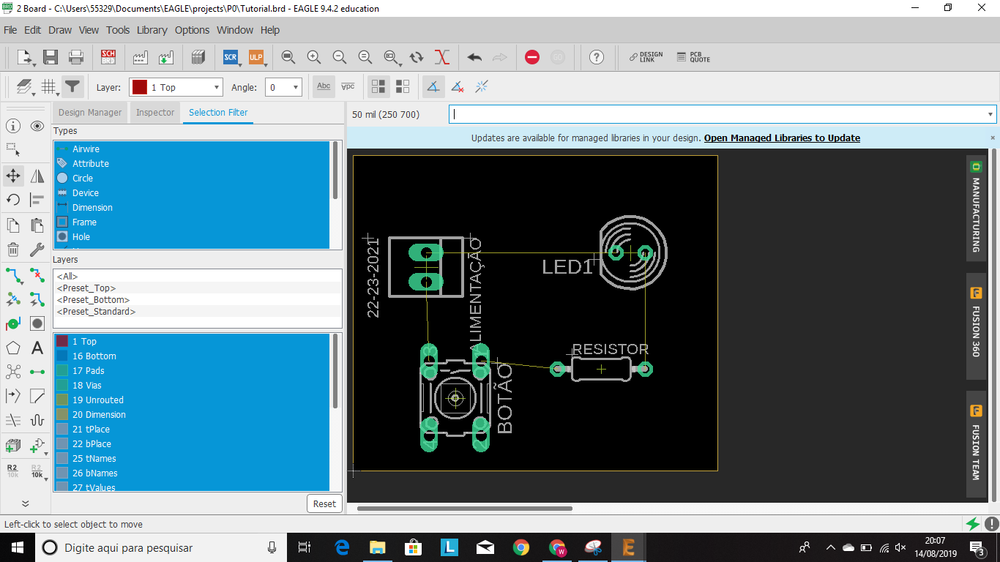 2 Board - C:\Users\55329\Documents\EAGLE\projects\P0\Tutorial.brd - EAGLE 9.4.2 education
File Edit Draw View Tools Library Options Window Help
SCH
BRD
SCR
ULP
DESIGN
LINK
PCB
QUOTE
Layer: 1 Top Angle: 0 Abc
Design Manager Inspector Selection Filter
50 mil (250 700)
Types
Airwire
Attribute
Circle
Device
Dimension
Frame
Hole
Layers
<All>
<Preset_Top>
<Preset_Bottom>
<Preset_Standard>
1 Top
16 Bottom
17 Pads
18 Vias
19 Unrouted
20 Dimension
21 tPlace
22 bPlace
25 tNames
26 bNames
27 tValues
Reset
R2
10k
R2
10k
Updates are available for managed libraries in your design. Open Managed Libraries to Update
22-23-2021
ALIMENTAÇÃO
LED1
RESISTOR
BOTÃO
3
1
4
2
MANUFACTURING
FUSION 360
FUSION TEAM
Left-click to select object to move
Digite aqui para pesquisar
20:07
14/08/2019
3